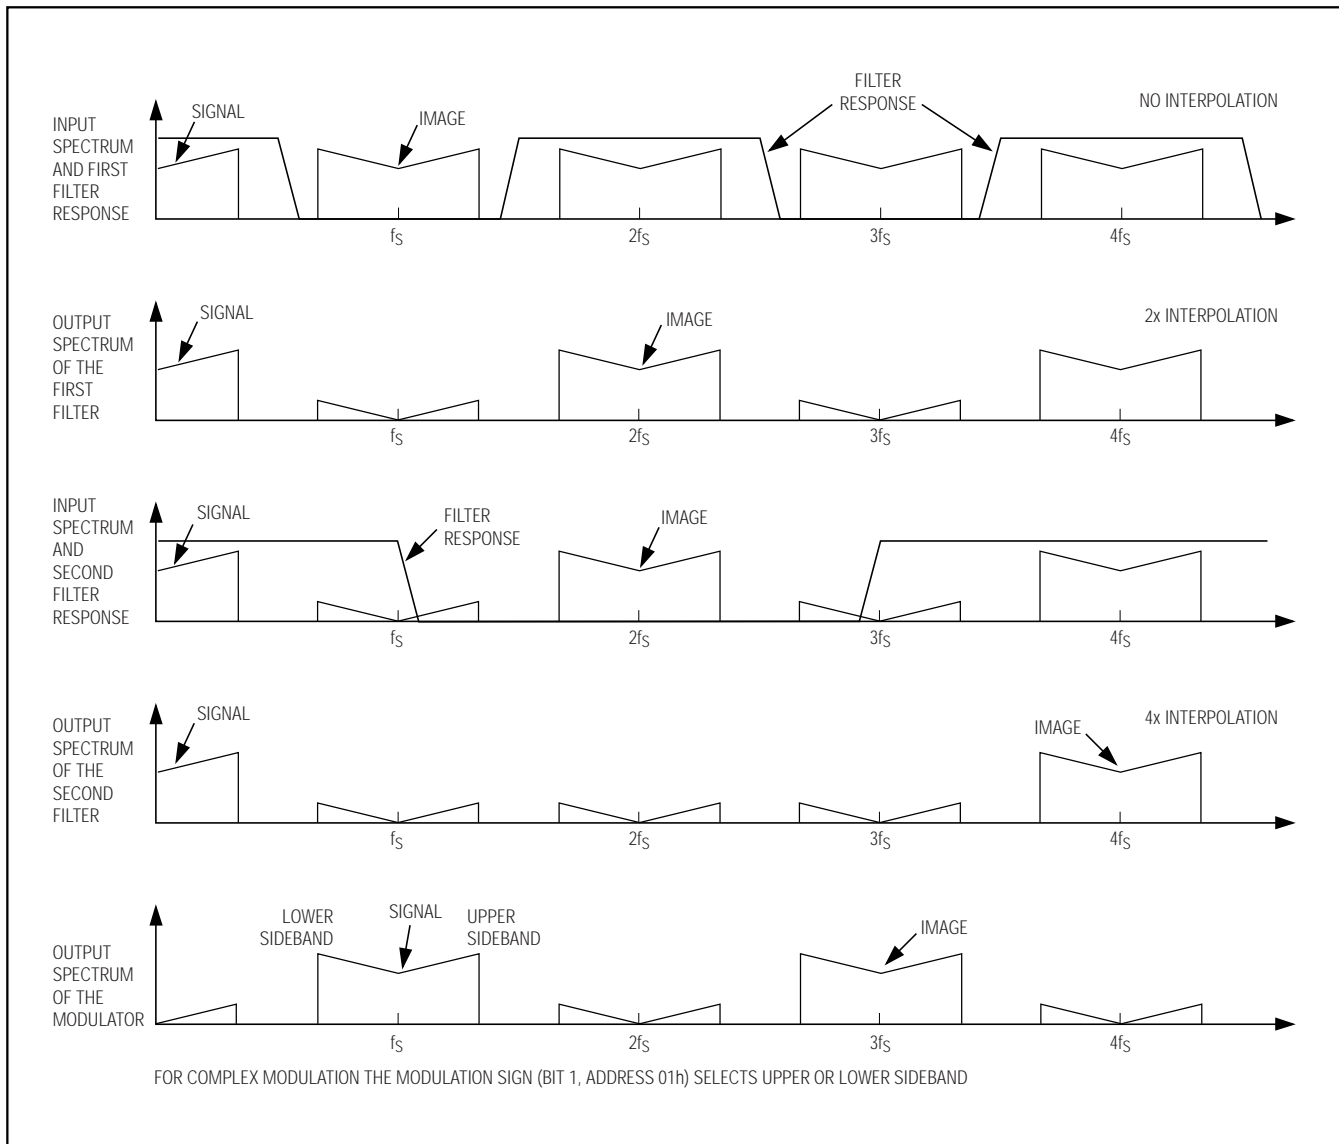 FILTER
RESPONSE
NO INTERPOLATION
SIGNAL
IMAGE
INPUT
SPECTRUM
AND FIRST
FILTER
RESPONSE
fS
2fS
3fS
4fS
SIGNAL
IMAGE
2x INTERPOLATION
OUTPUT
SPECTRUM
OF THE
FIRST
FILTER
fS
2fS
3fS
4fS
INPUT
SPECTRUM
AND
SECOND
FILTER
RESPONSE
SIGNAL
FILTER
RESPONSE
IMAGE
fS
2fS
3fS
4fS
SIGNAL
IMAGE
4x INTERPOLATION
OUTPUT
SPECTRUM
OF THE
SECOND
FILTER
fS
2fS
3fS
4fS
LOWER
SIDEBAND
SIGNAL
UPPER
SIDEBAND
IMAGE
OUTPUT
SPECTRUM
OF THE
MODULATOR
fS
2fS
3fS
4fS
FOR COMPLEX MODULATION THE MODULATION SIGN (BIT 1, ADDRESS 01h) SELECTS UPPER OR LOWER SIDEBAND